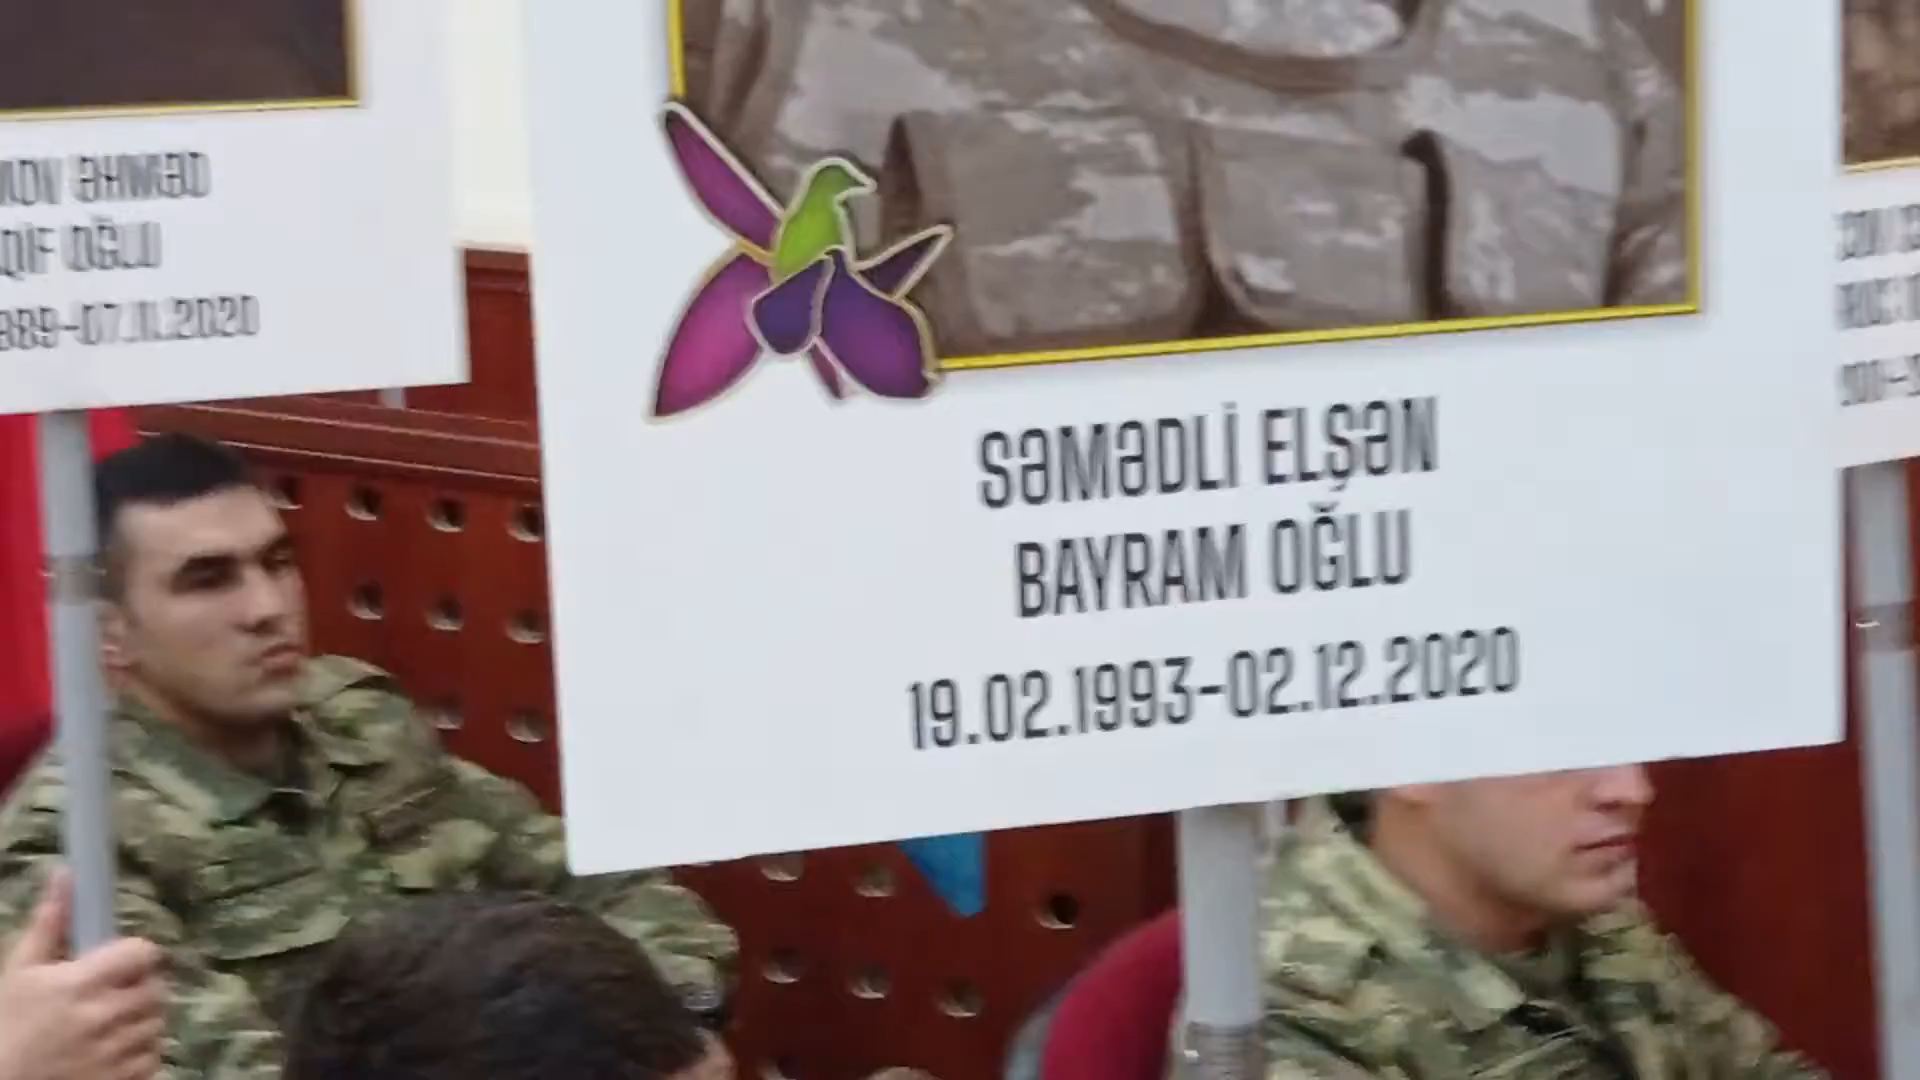 ƏHMƏD
OĞLU
07.11.2020
SƏMƏDLİ ELŞƏN
BAYRAM OĞLU
19.02.1993-02.12.2020